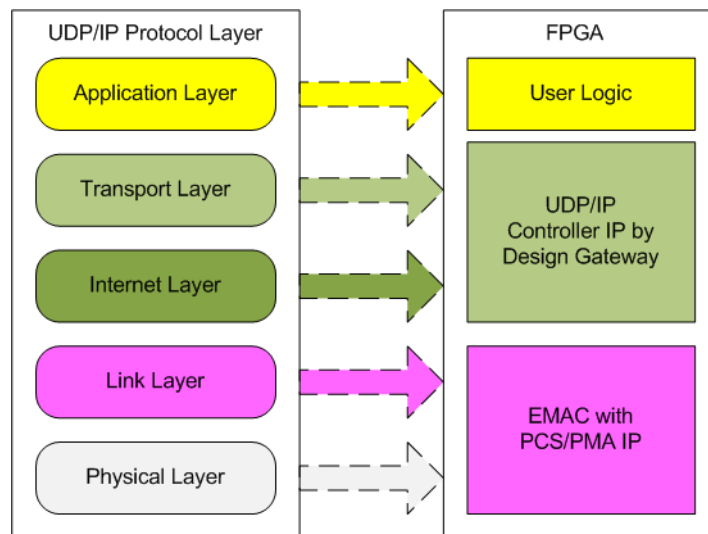 UDP/IP Protocol Layer
Application Layer
Transport Layer
Internet Layer
Link Layer
Physical Layer
FPGA
User Logic
UDP/IP
Controller IP by
Design Gateway
EMAC with
PCS/PMA IP